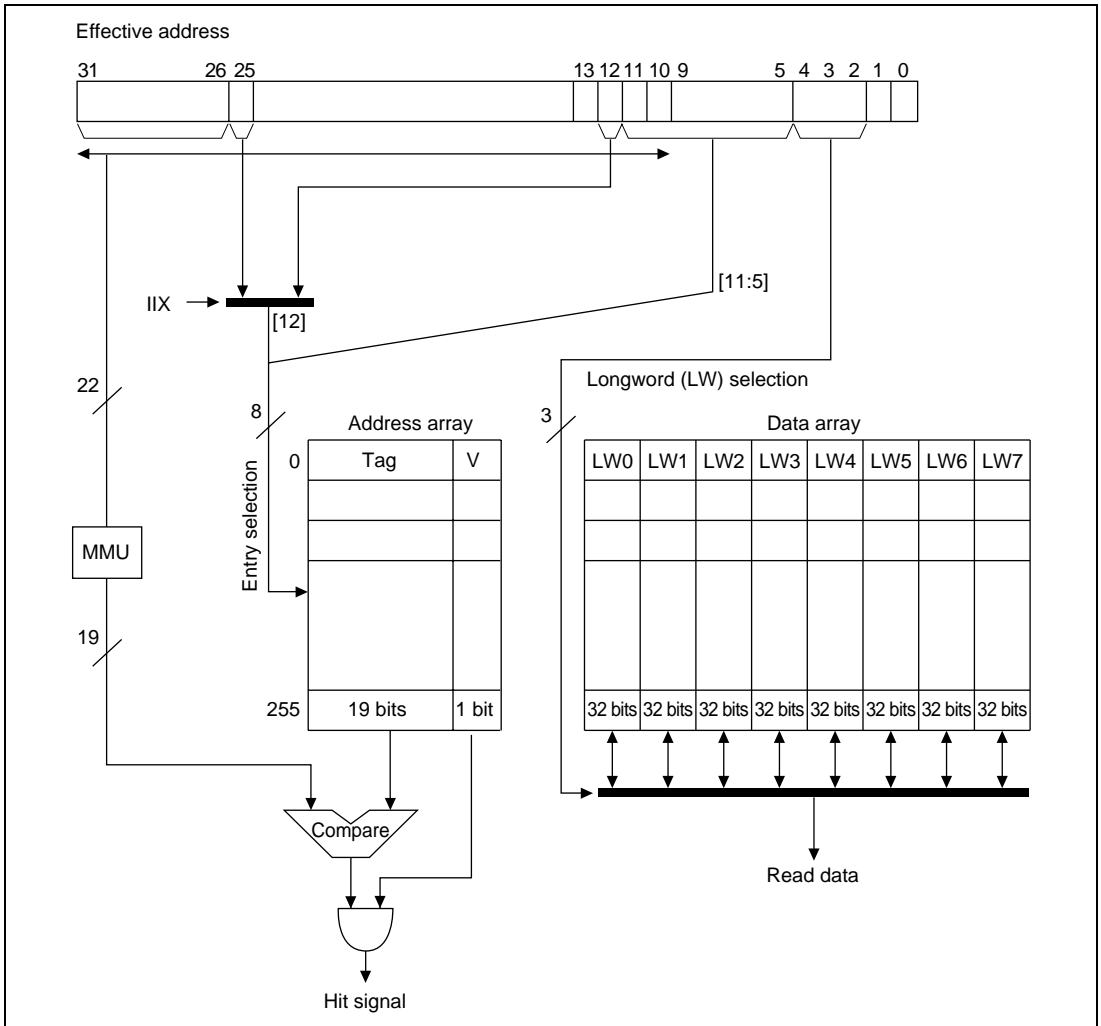 Effective address
31 26 25 13 12 11 10 9 5 4 3 2 1 0
[11:5]
IIX
[12]
22
Longword (LW) selection
8
3
Address array
Data array
0
Tag V
LW0 LW1 LW2 LW3 LW4 LW5 LW6 LW7
Entry selection
MMU
19
255
19 bits 1 bit
32 bits 32 bits 32 bits 32 bits 32 bits 32 bits 32 bits 32 bits
Compare
Read data
Hit signal